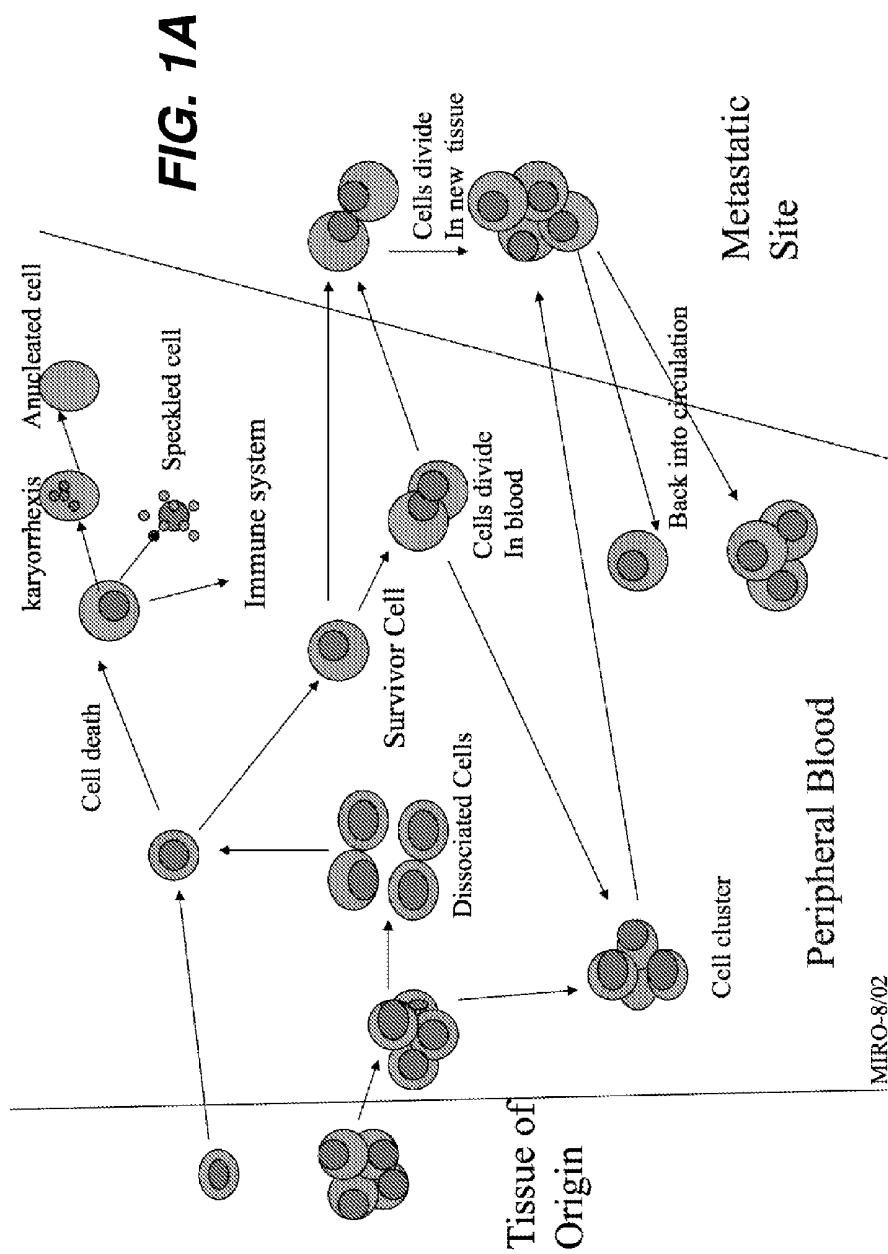 FIG. 1A
karyorrhexis
Anucleated cell
Speckled cell
Cell death
Immune system
Survivor Cell
Cells divide
In blood
Cells divide
In new tissue
Dissociated Cells
Cell cluster
Back into circulation
Tissue of
Origin
Peripheral Blood
Metastatic
Site
MIRO-8/02